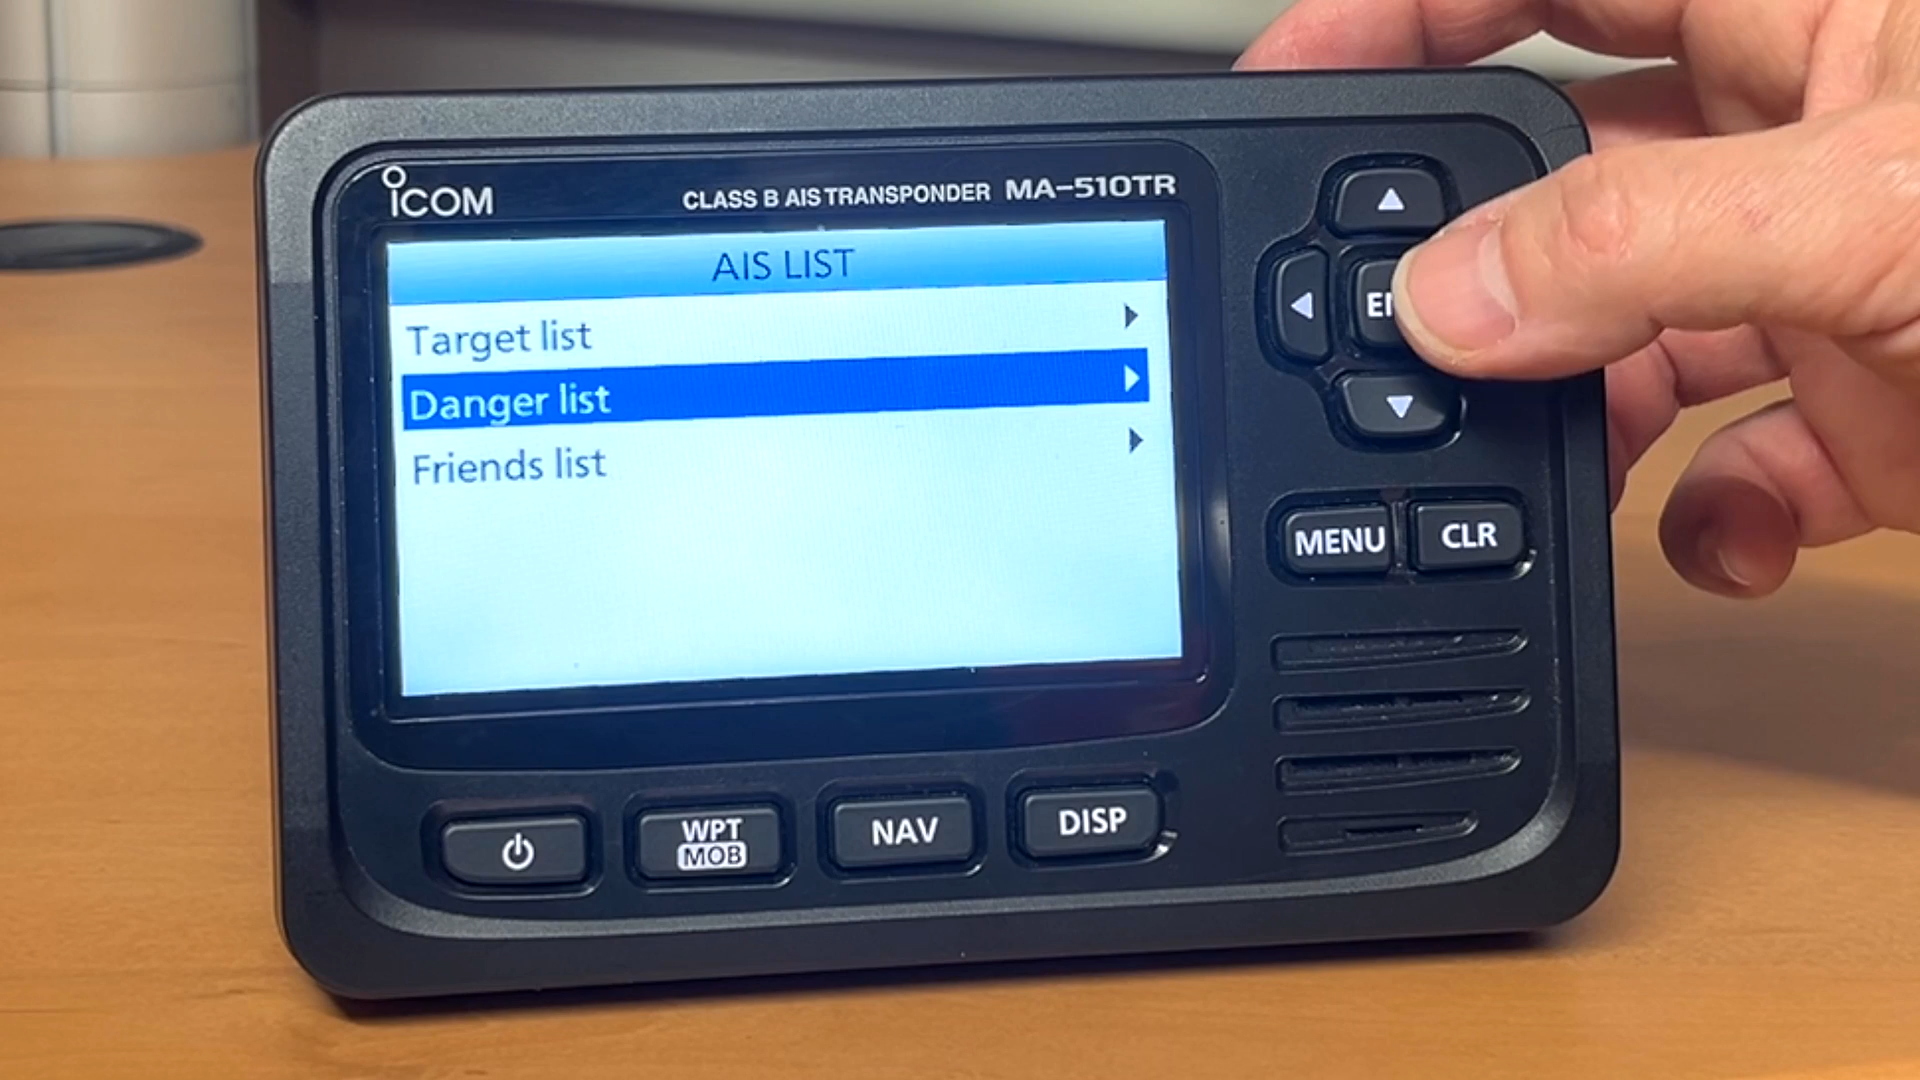 ICOM
CLASS B AIS TRANSPONDER MA-510TR
AIS LIST
Target list
Danger list
Friends list
MENU CLR
WPT
MOB
NAV
DISP